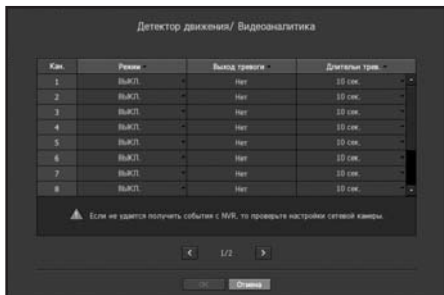 Детектор движения/ Видеоаналитика
Кан. Режим Выход тревоги Длительн трев.
1 ВЫКЛ. Нет 10 сек.
2 ВЫКЛ. Нет 10 сек.
3 ВЫКЛ. Нет 10 сек.
4 ВЫКЛ. Нет 10 сек.
5 ВЫКЛ. Нет 10 сек.
6 ВЫКЛ. Нет 10 сек.
7 ВЫКЛ. Нет 10 сек.
8 ВЫКЛ. Нет 10 сек.
Если не удается получить события с NVR, то проверьте настройки сетевой камеры.
< 1/2 >
OK Отмена